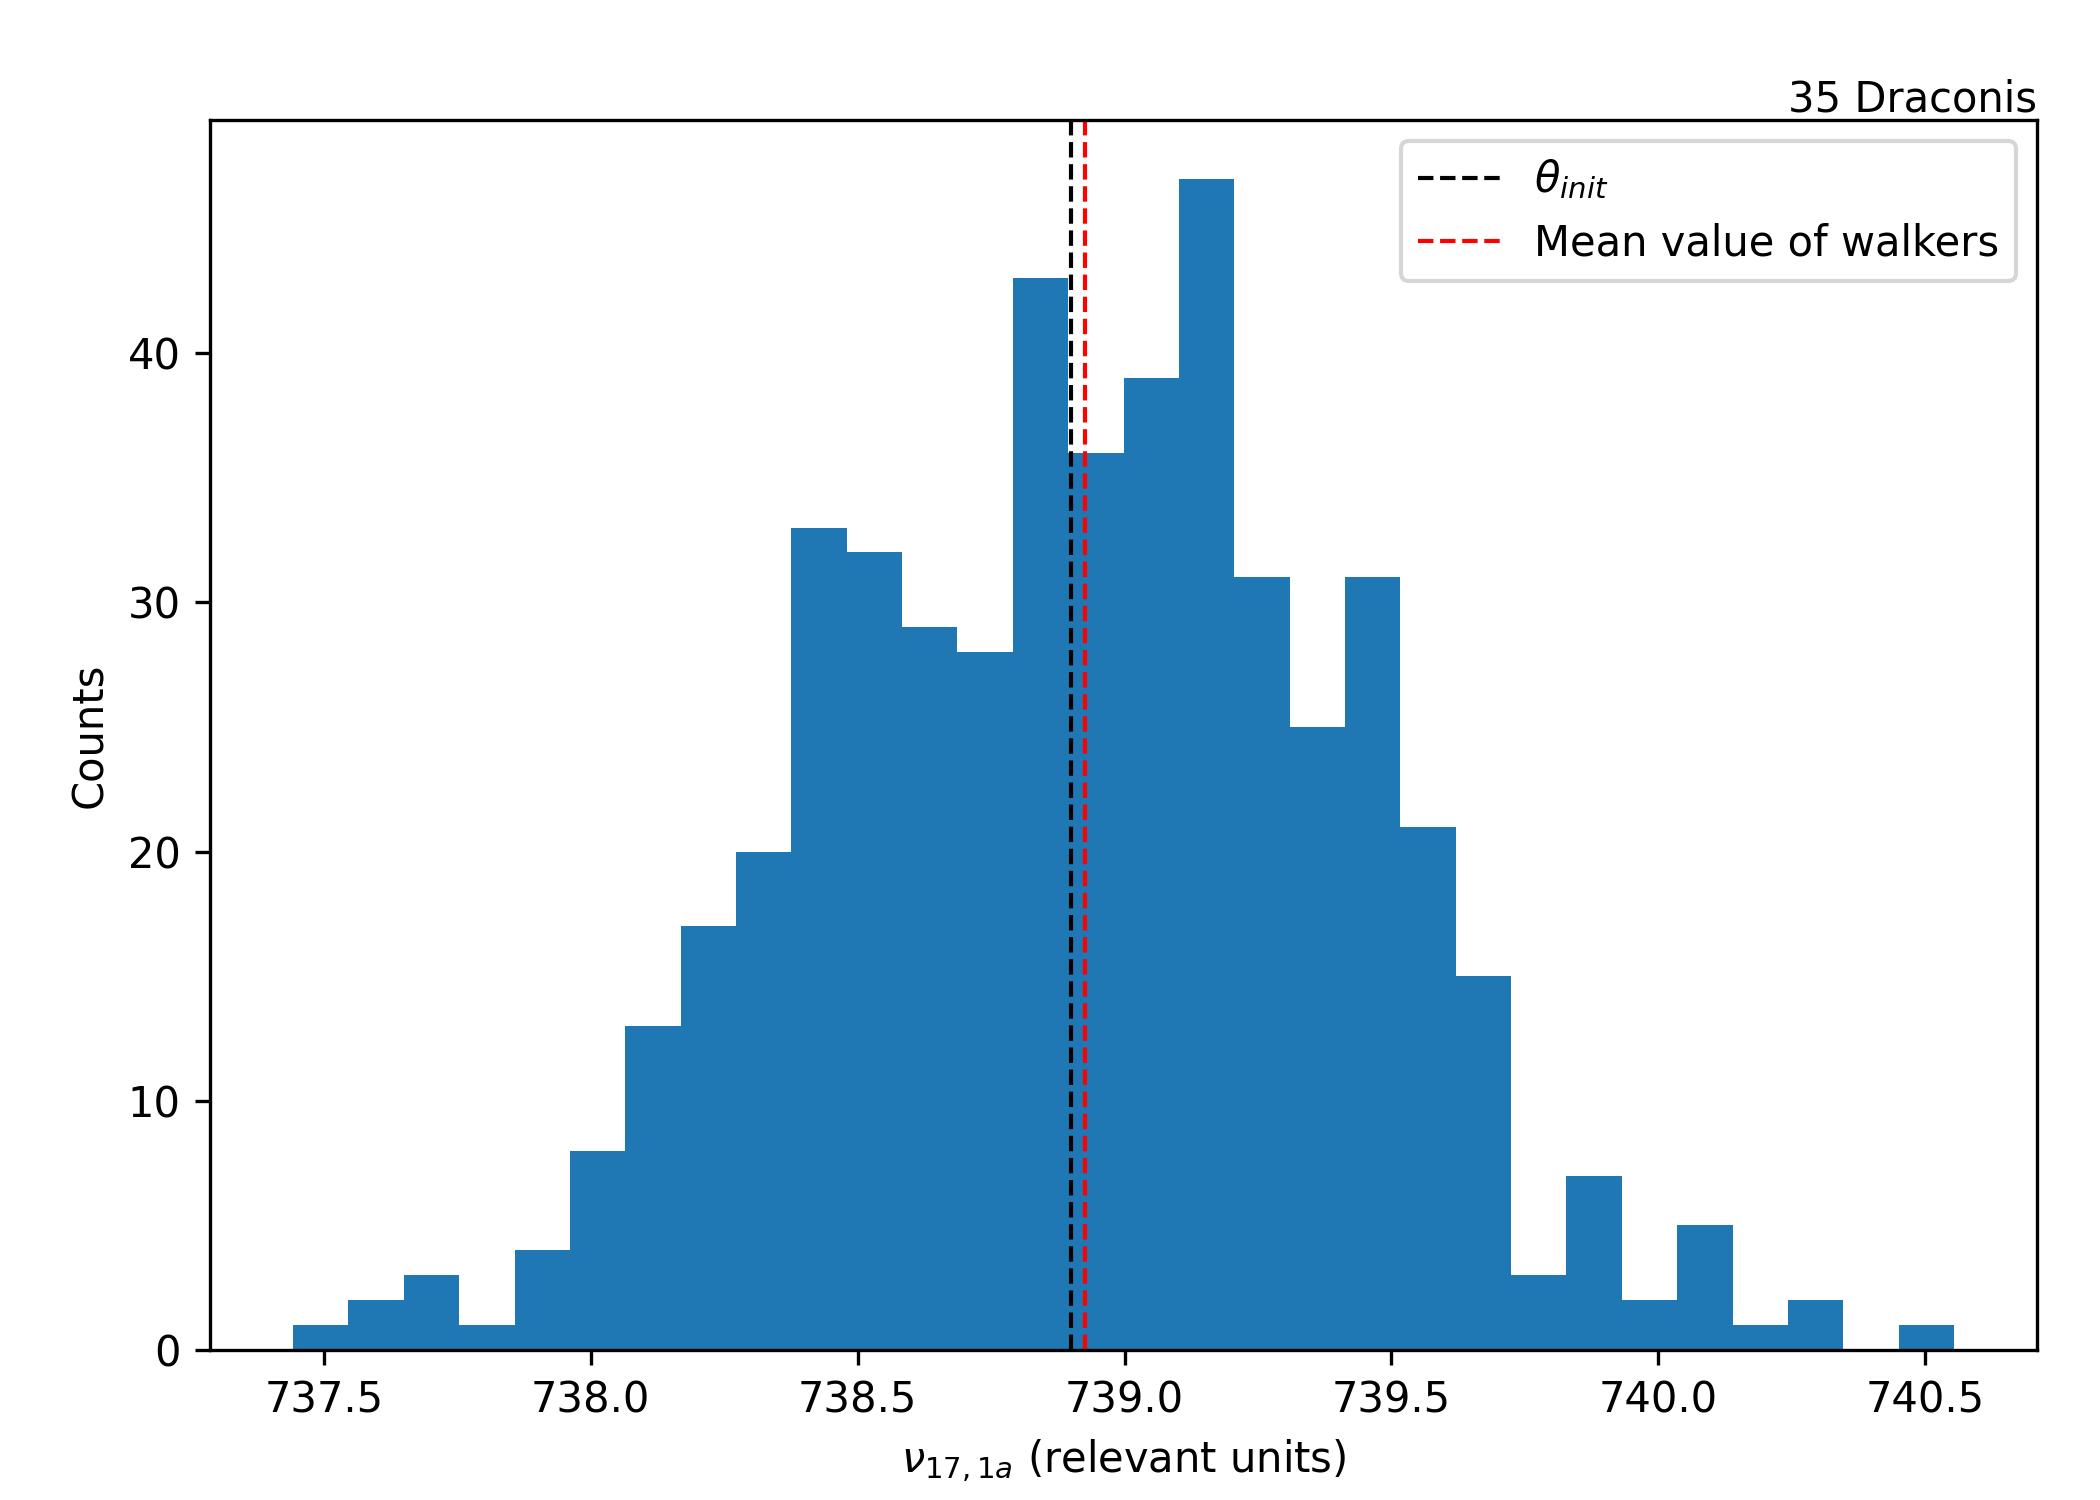 35 Draconis
θinit
Mean value of walkers
40
30
20
10
0
Counts
737.5 738.0 738.5 739.0 739.5 740.0 740.5
ν17, 1a (relevant units)